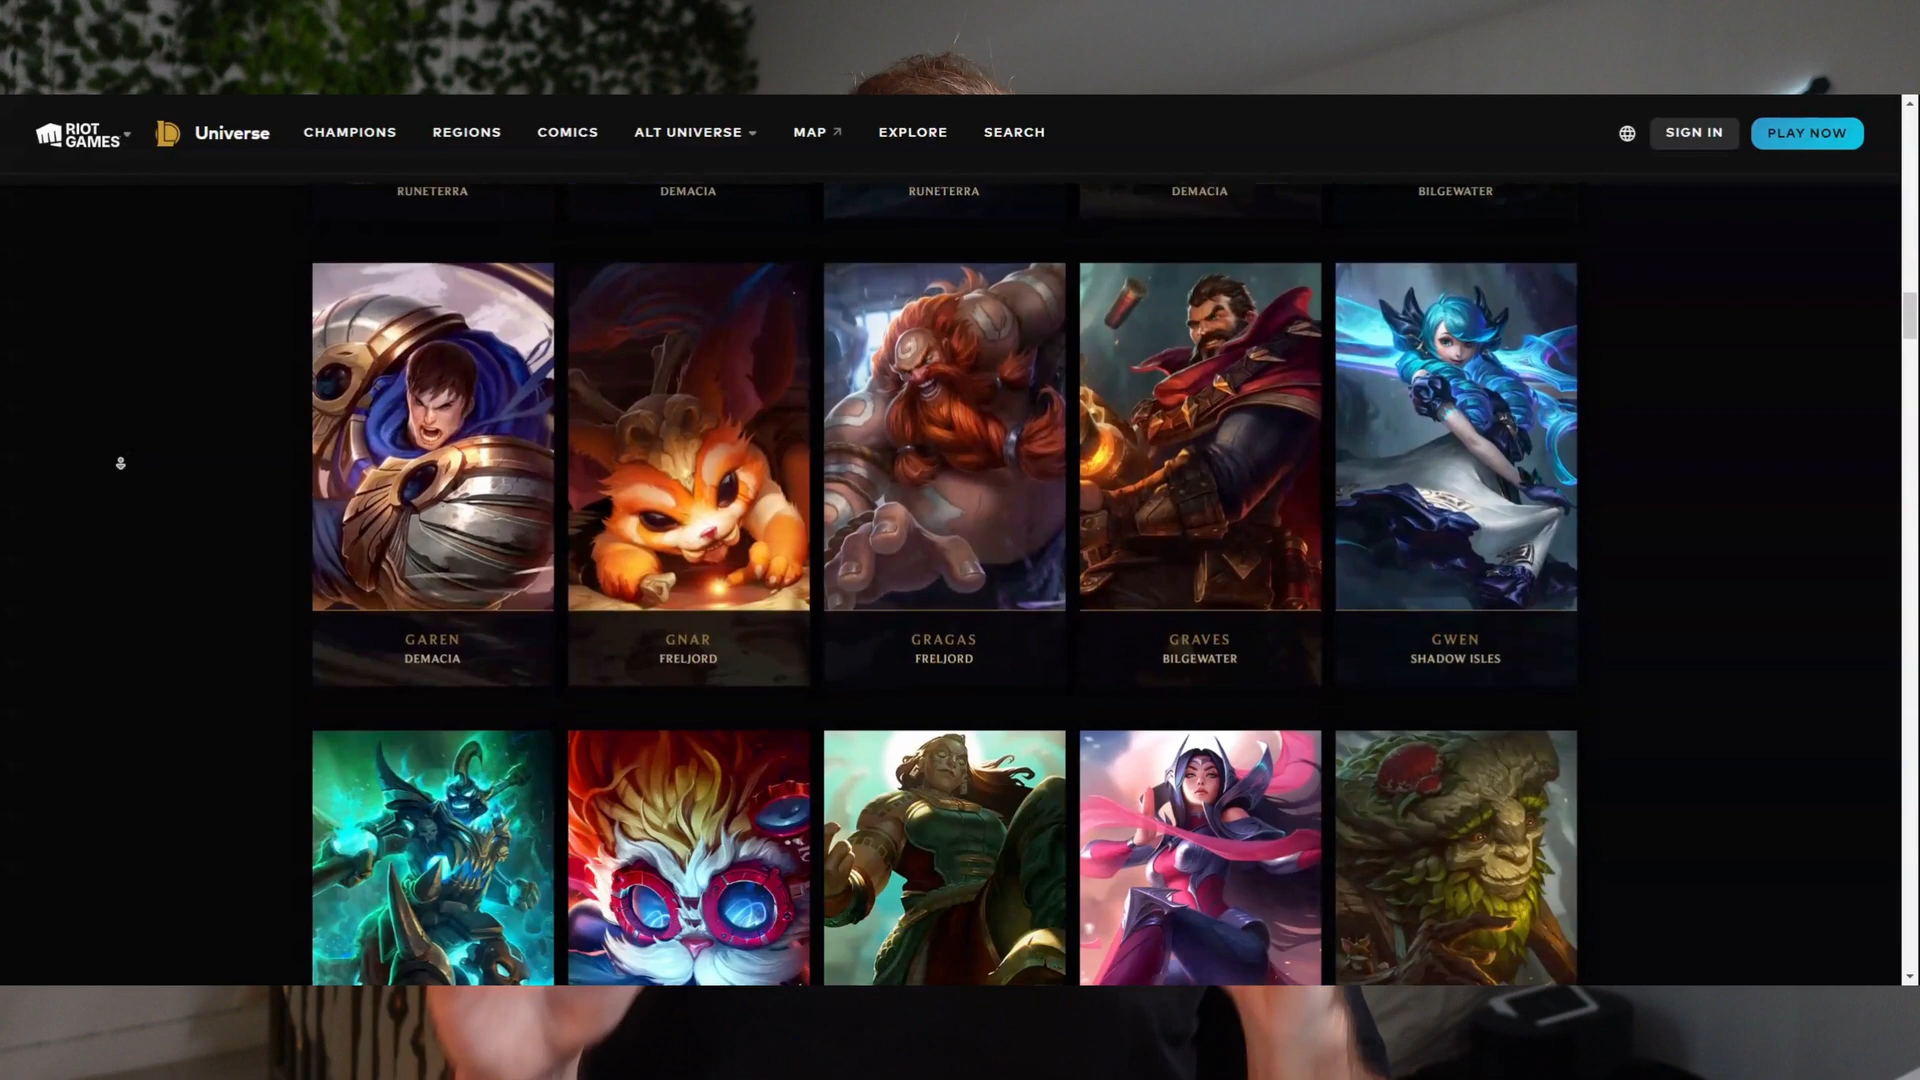 RIOT GAMES
Universe
CHAMPIONS
REGIONS
COMICS
ALT UNIVERSE
MAP
EXPLORE
SEARCH
SIGN IN
PLAY NOW
RUNETERRA
DEMACIA
RUNETERRA
DEMACIA
BILGEWATER
GAREN
DEMACIA
GNAR
FRELJORD
GRAGAS
FRELJORD
GRAVES
BILGEWATER
GWEN
SHADOW ISLES